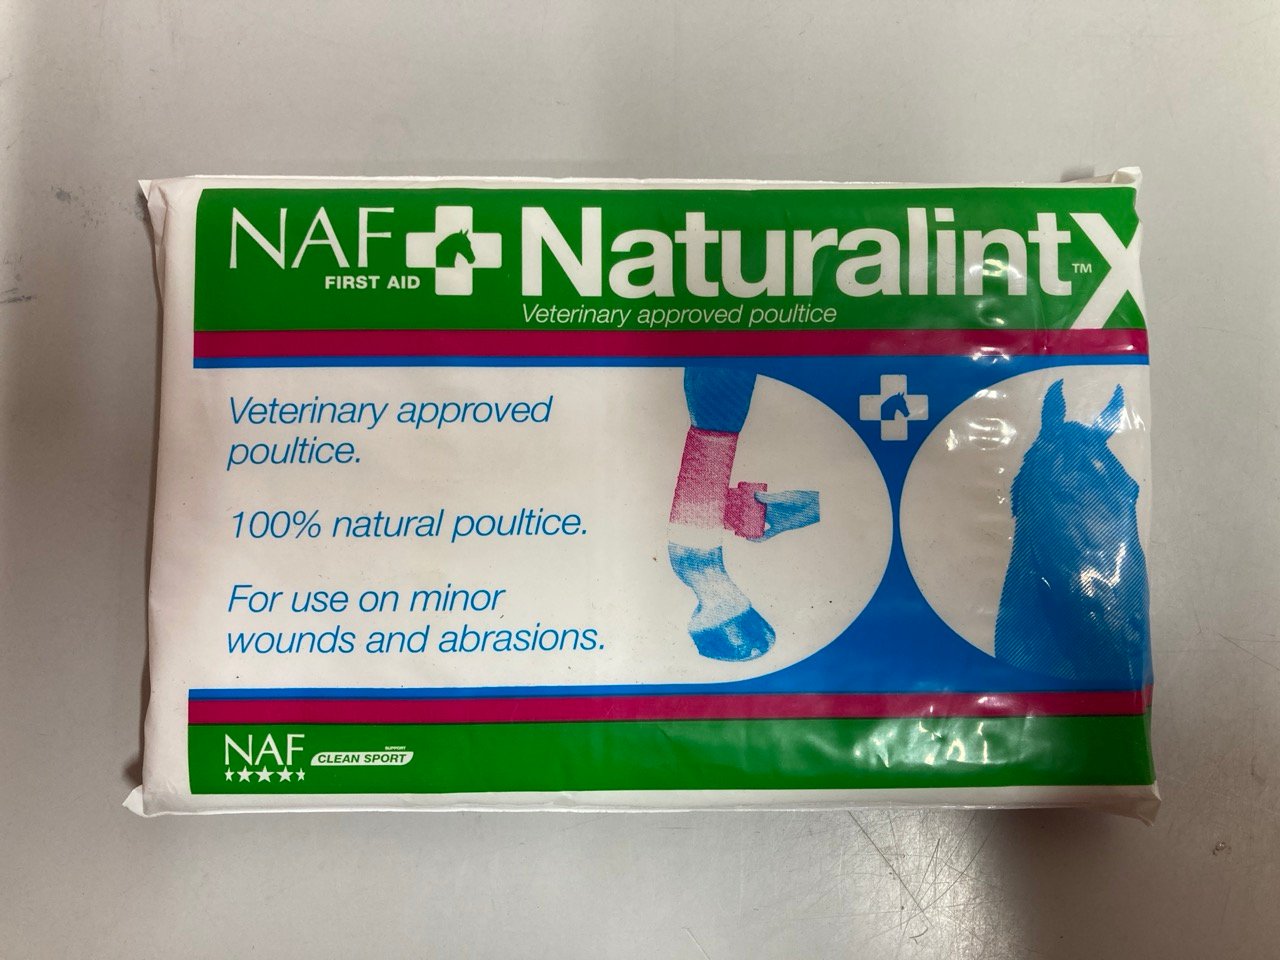 NAF NaturalintX
FIRST AID ™
Veterinary approved poultice
Veterinary approved
poultice.
100% natural poultice.
For use on minor
wounds and abrasions.
NAF
SUPPORT
CLEAN SPORT